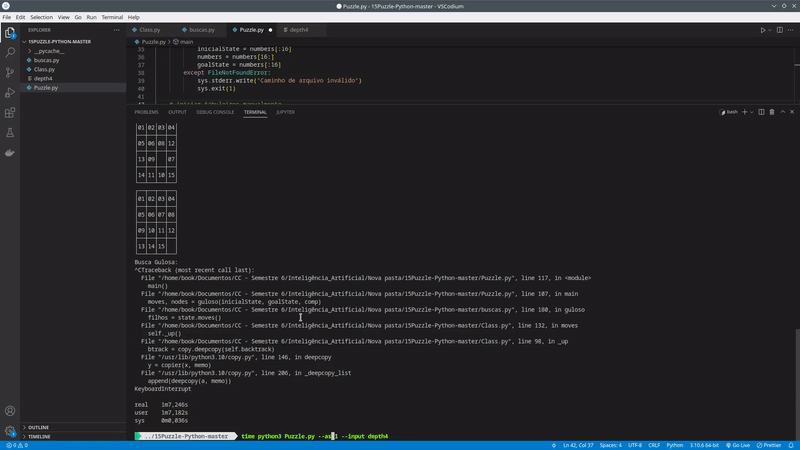 Puzzle.py - 15Puzzle-Python-master - VSCodium
File Edit Selection View Go Run Terminal Help
EXPLORER
Class.py
buscas.py
Puzzle.py
depth4
15PUZZLE-PYTHON-MASTER
Puzzle.py > main
__pycache__
buscas.py
Class.py
depth4
Puzzle.py
35 inicialState = numbers[:16]
36 numbers = numbers[16:]
37 goalState = numbers[:16]
38 except FileNotFoundError:
39 sys.stderr.write("Caminho de arquivo inválido")
40 sys.exit(1)
41
PROBLEMS OUTPUT DEBUG CONSOLE TERMINAL JUPYTER
bash
01 02 03 04
05 06 08 12
13 09 07
14 11 10 15
01 02 03 04
05 06 07 08
09 10 11 12
13 14 15
Busca Gulosa:
^CTraceback (most recent call last):
File "/home/book/Documentos/CC - Semestre 6/Inteligência_Artificial/Nova pasta/15Puzzle-Python-master/Puzzle.py", line 117, in <module>
main()
File "/home/book/Documentos/CC - Semestre 6/Inteligência_Artificial/Nova pasta/15Puzzle-Python-master/Puzzle.py", line 107, in main
moves, nodes = guloso(inicialState, goalState, comp)
File "/home/book/Documentos/CC - Semestre 6/Inteligência_Artificial/Nova pasta/15Puzzle-Python-master/buscas.py", line 180, in guloso
filhos = state.moves()
File "/home/book/Documentos/CC - Semestre 6/Inteligência_Artificial/Nova pasta/15Puzzle-Python-master/Class.py", line 132, in moves
self._up()
File "/home/book/Documentos/CC - Semestre 6/Inteligência_Artificial/Nova pasta/15Puzzle-Python-master/Class.py", line 98, in _up
btrack = copy.deepcopy(self.backtrack)
File "/usr/lib/python3.10/copy.py", line 146, in deepcopy
y = copier(x, memo)
File "/usr/lib/python3.10/copy.py", line 206, in _deepcopy_list
append(deepcopy(a, memo))
KeyboardInterrupt
real 1m7,246s
user 1m7,182s
sys 0m0,036s
../15Puzzle-Python-master time python3 Puzzle.py --as 1 --input depth4
OUTLINE
TIMELINE
0 0
Ln 42, Col 37 Spaces: 4 UTF-8 CRLF Python 3.10.6 64-bit Go Live Prettier